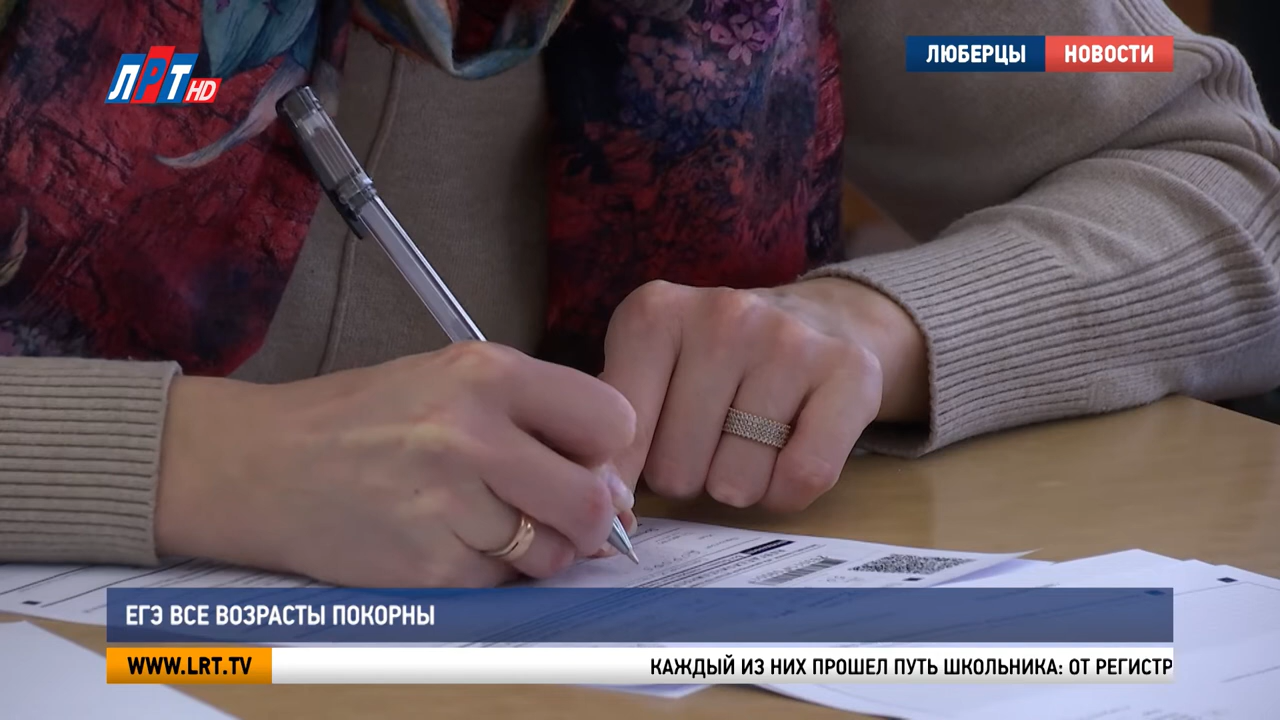 ЛРТ HD
ЛЮБЕРЦЫ НОВОСТИ
ЕГЭ ВСЕ ВОЗРАСТЫ ПОКОРНЫ
WWW.LRT.TV
КАЖДЫЙ ИЗ НИХ ПРОШЕЛ ПУТЬ ШКОЛЬНИКА: ОТ РЕГИСТР